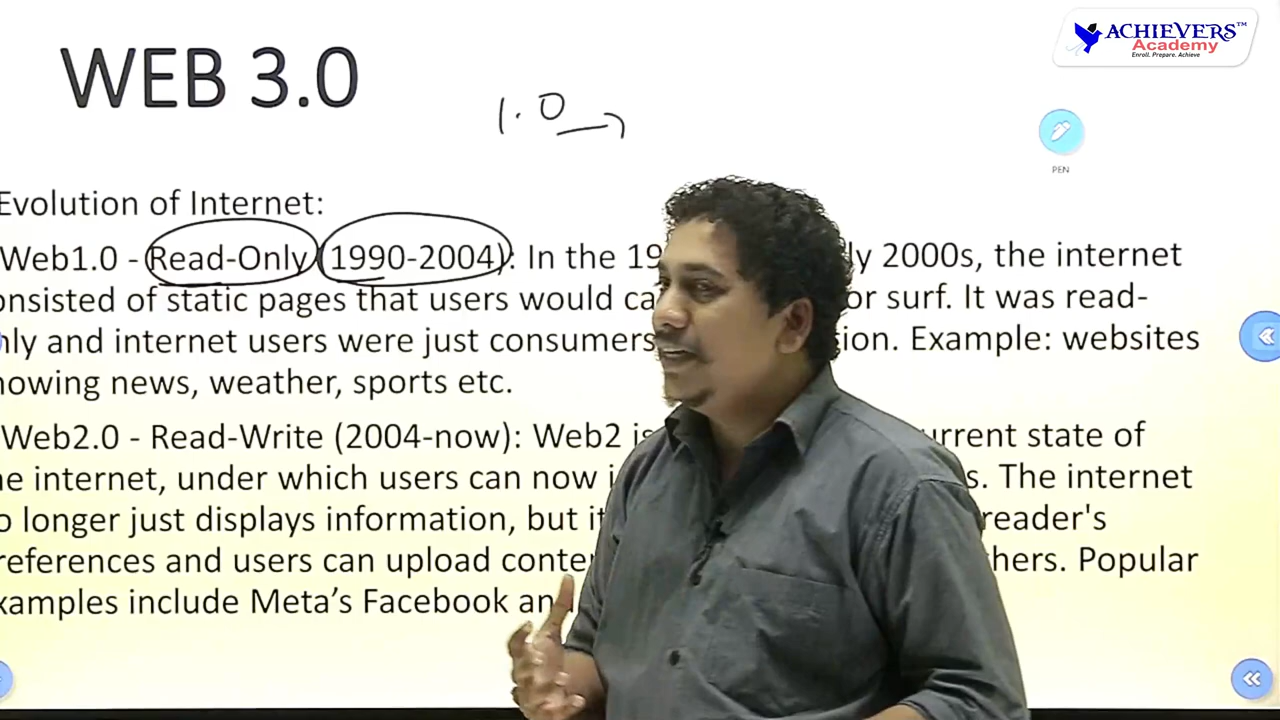 ACHIEVERS™
Academy
Enroll. Prepare. Achieve
WEB 3.0
1.0
PEN
Evolution of Internet:
Web1.0 - Read-Only (1990-2004): In the 19 ly 2000s, the internet
onsisted of static pages that users would ca or surf. It was read-
nly and internet users were just consumers ion. Example: websites
howing news, weather, sports etc.
Web2.0 - Read-Write (2004-now): Web2 is urrent state of
he internet, under which users can now i s. The internet
o longer just displays information, but it reader's
references and users can upload conte hers. Popular
xamples include Meta's Facebook an